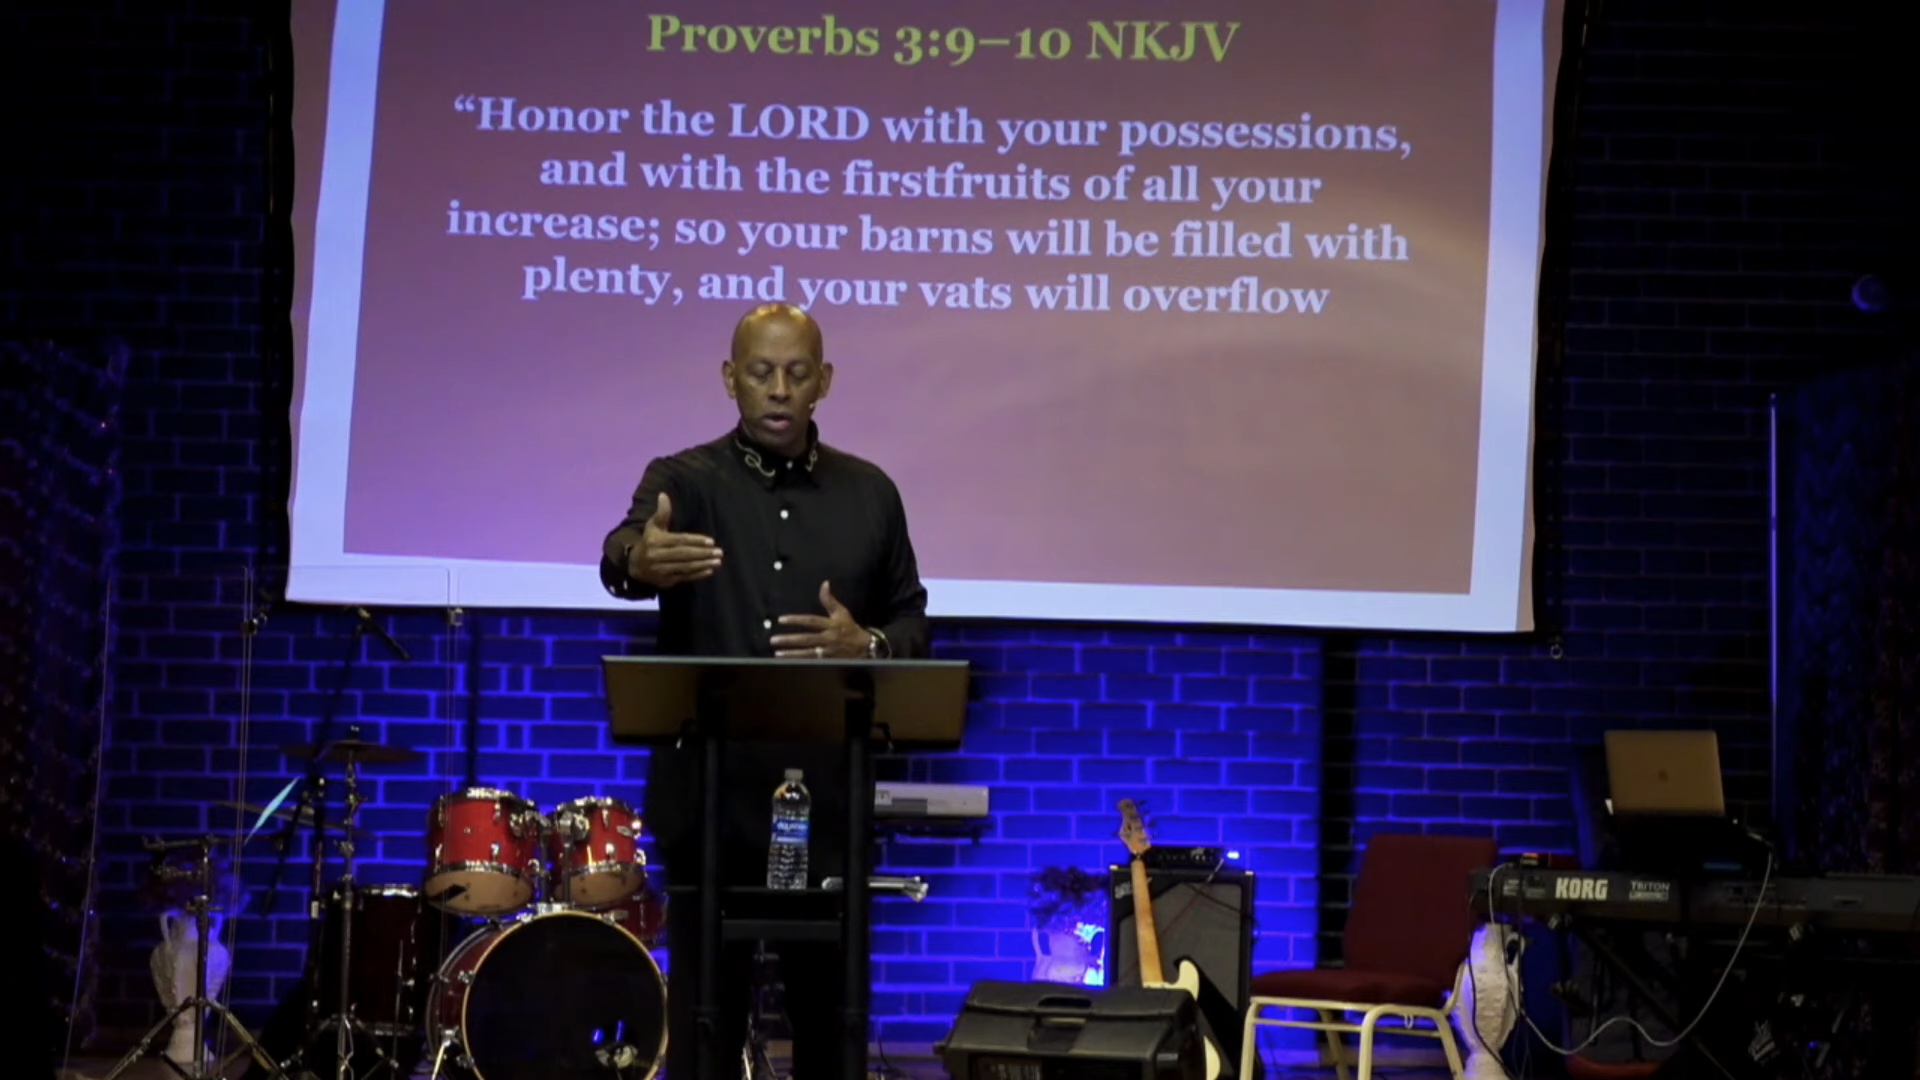 Proverbs 3:9–10 NKJV
“Honor the LORD with your possessions,
and with the firstfruits of all your
increase; so your barns will be filled with
plenty, and your vats will overflow
KORG
TRITON